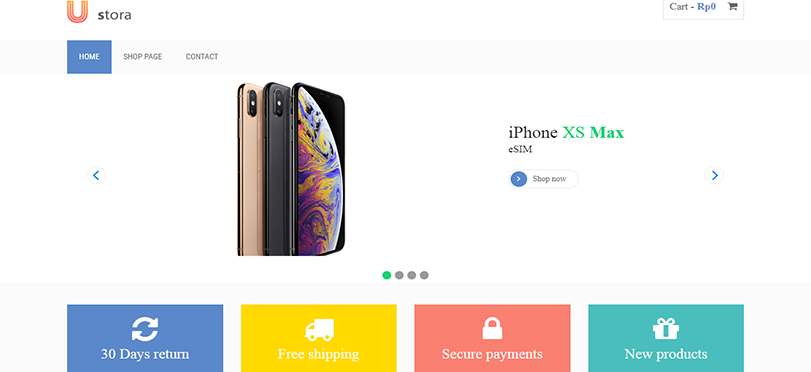 U stora
Cart - Rp0
HOME SHOP PAGE CONTACT
iPhone XS Max
eSIM
Shop now
30 Days return
Free shipping
Secure payments
New products